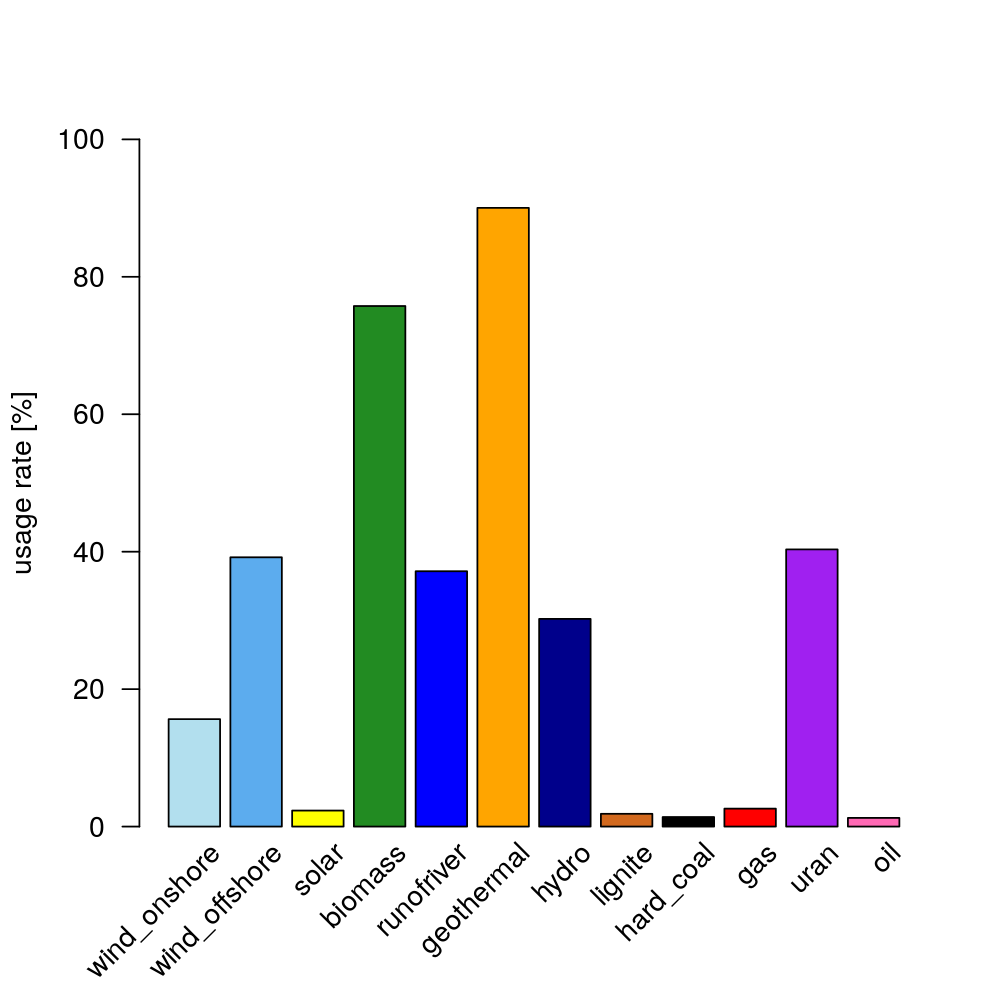 100
80
60
40
20
0
usage rate [%]
wind_onshore
wind_offshore
solar
biomass
runofriver
geothermal
hydro
lignite
hard_coal
gas
uran
oil